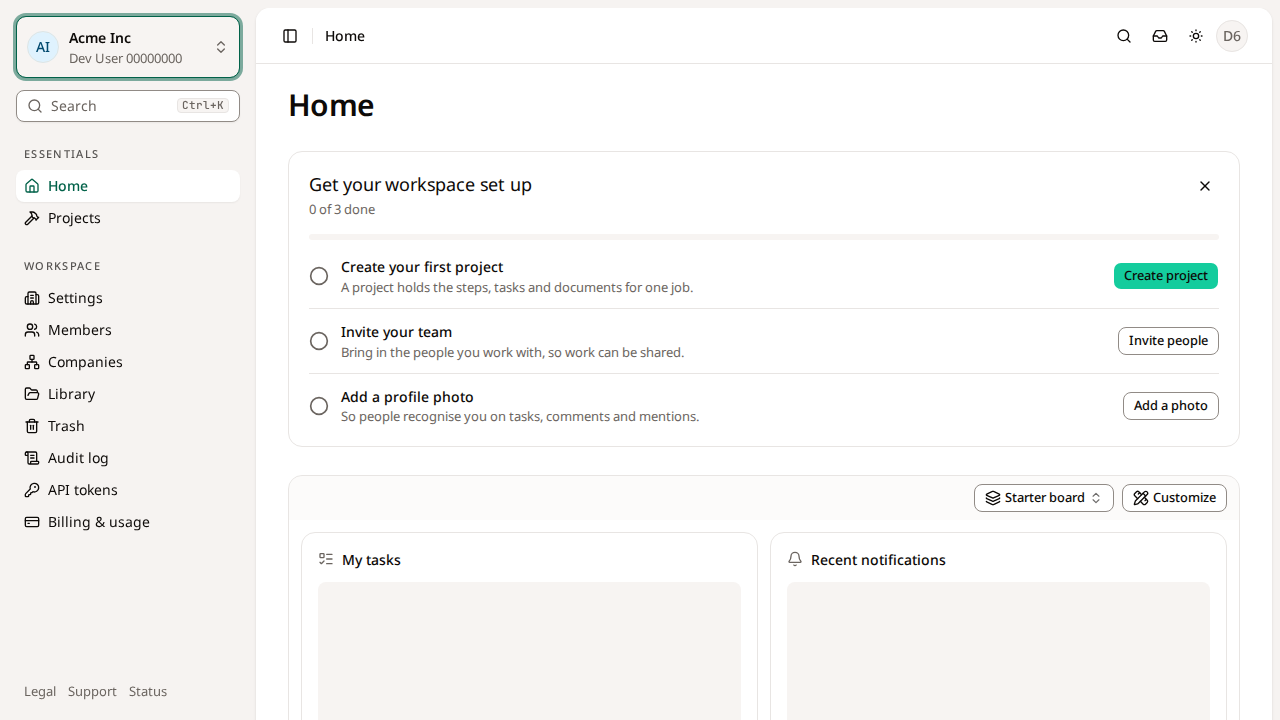 AI
Acme Inc
Dev User 00000000
Search
Ctrl+K
ESSENTIALS
Home
Projects
WORKSPACE
Settings
Members
Companies
Library
Trash
Audit log
API tokens
Billing & usage
Legal Support Status
Home
D6
Home
Get your workspace set up
0 of 3 done
Create your first project
A project holds the steps, tasks and documents for one job.
Create project
Invite your team
Bring in the people you work with, so work can be shared.
Invite people
Add a profile photo
So people recognise you on tasks, comments and mentions.
Add a photo
Starter board
Customize
My tasks
Recent notifications